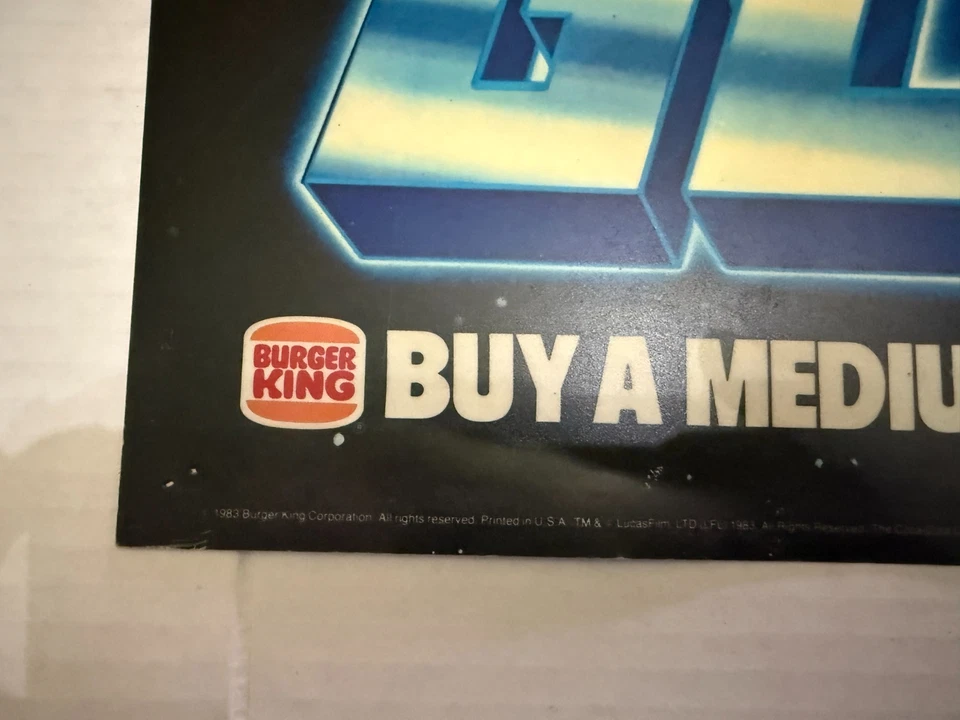 BURGER
KING
BUY A MEDIU
1983 Burger King Corporation. All rights reserved. Printed in U.S.A. TM & LucasFilm, LTD (LFL) 1983. All Rights Reserved. The